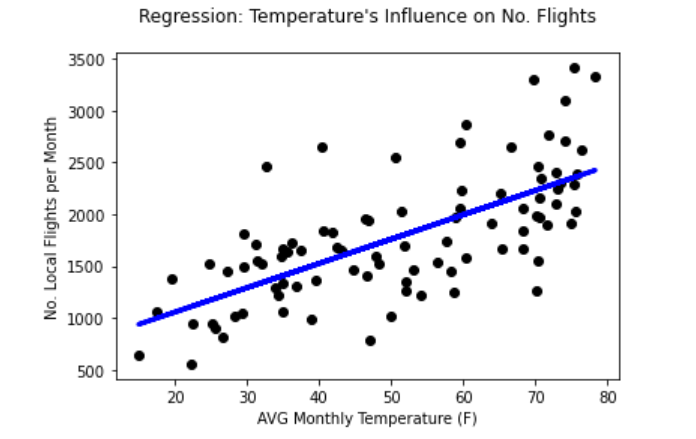 Regression: Temperature's Influence on No. Flights
3500
3000
2500
2000
1500
1000
500
No. Local Flights per Month
20 30 40 50 60 70 80
AVG Monthly Temperature (F)